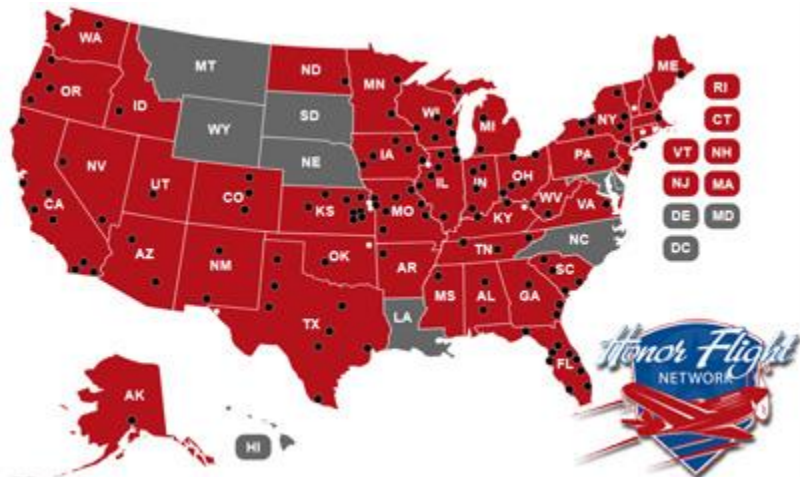 WA
MT
ND
MN
ME
OR
ID
WY
SD
WI
MI
NY
RI
CT
VT
NH
NJ
MA
DE
MD
DC
NV
UT
CO
NE
IA
IL
IN
OH
PA
CA
KS
MO
KY
WV
VA
AZ
NM
OK
AR
TN
NC
SC
TX
LA
MS
AL
GA
FL
AK
HI
Honor Flight
NETWORK